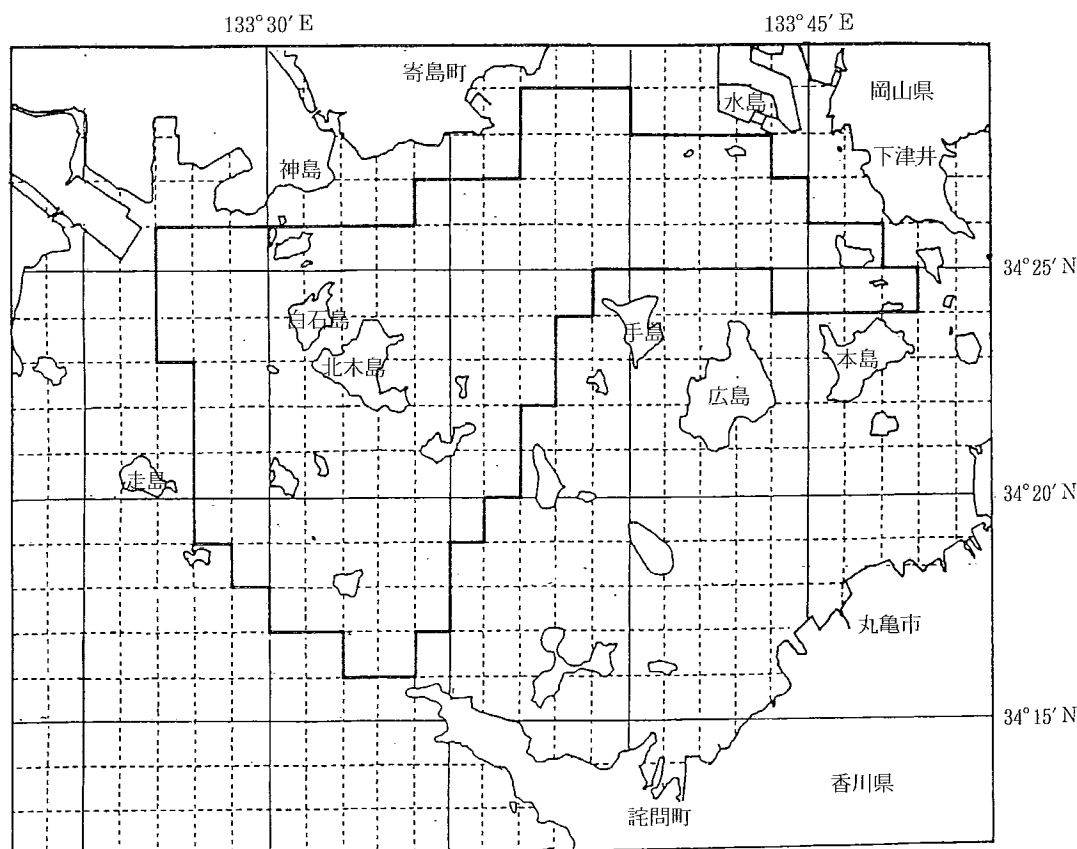 133°30′E
133°45′E
寄島町
岡山県
水島
下津井
神島
34°25′N
白石島
手島
北木島
本島
広島
走島
34°20′N
丸亀市
34°15′N
香川県
詫間町